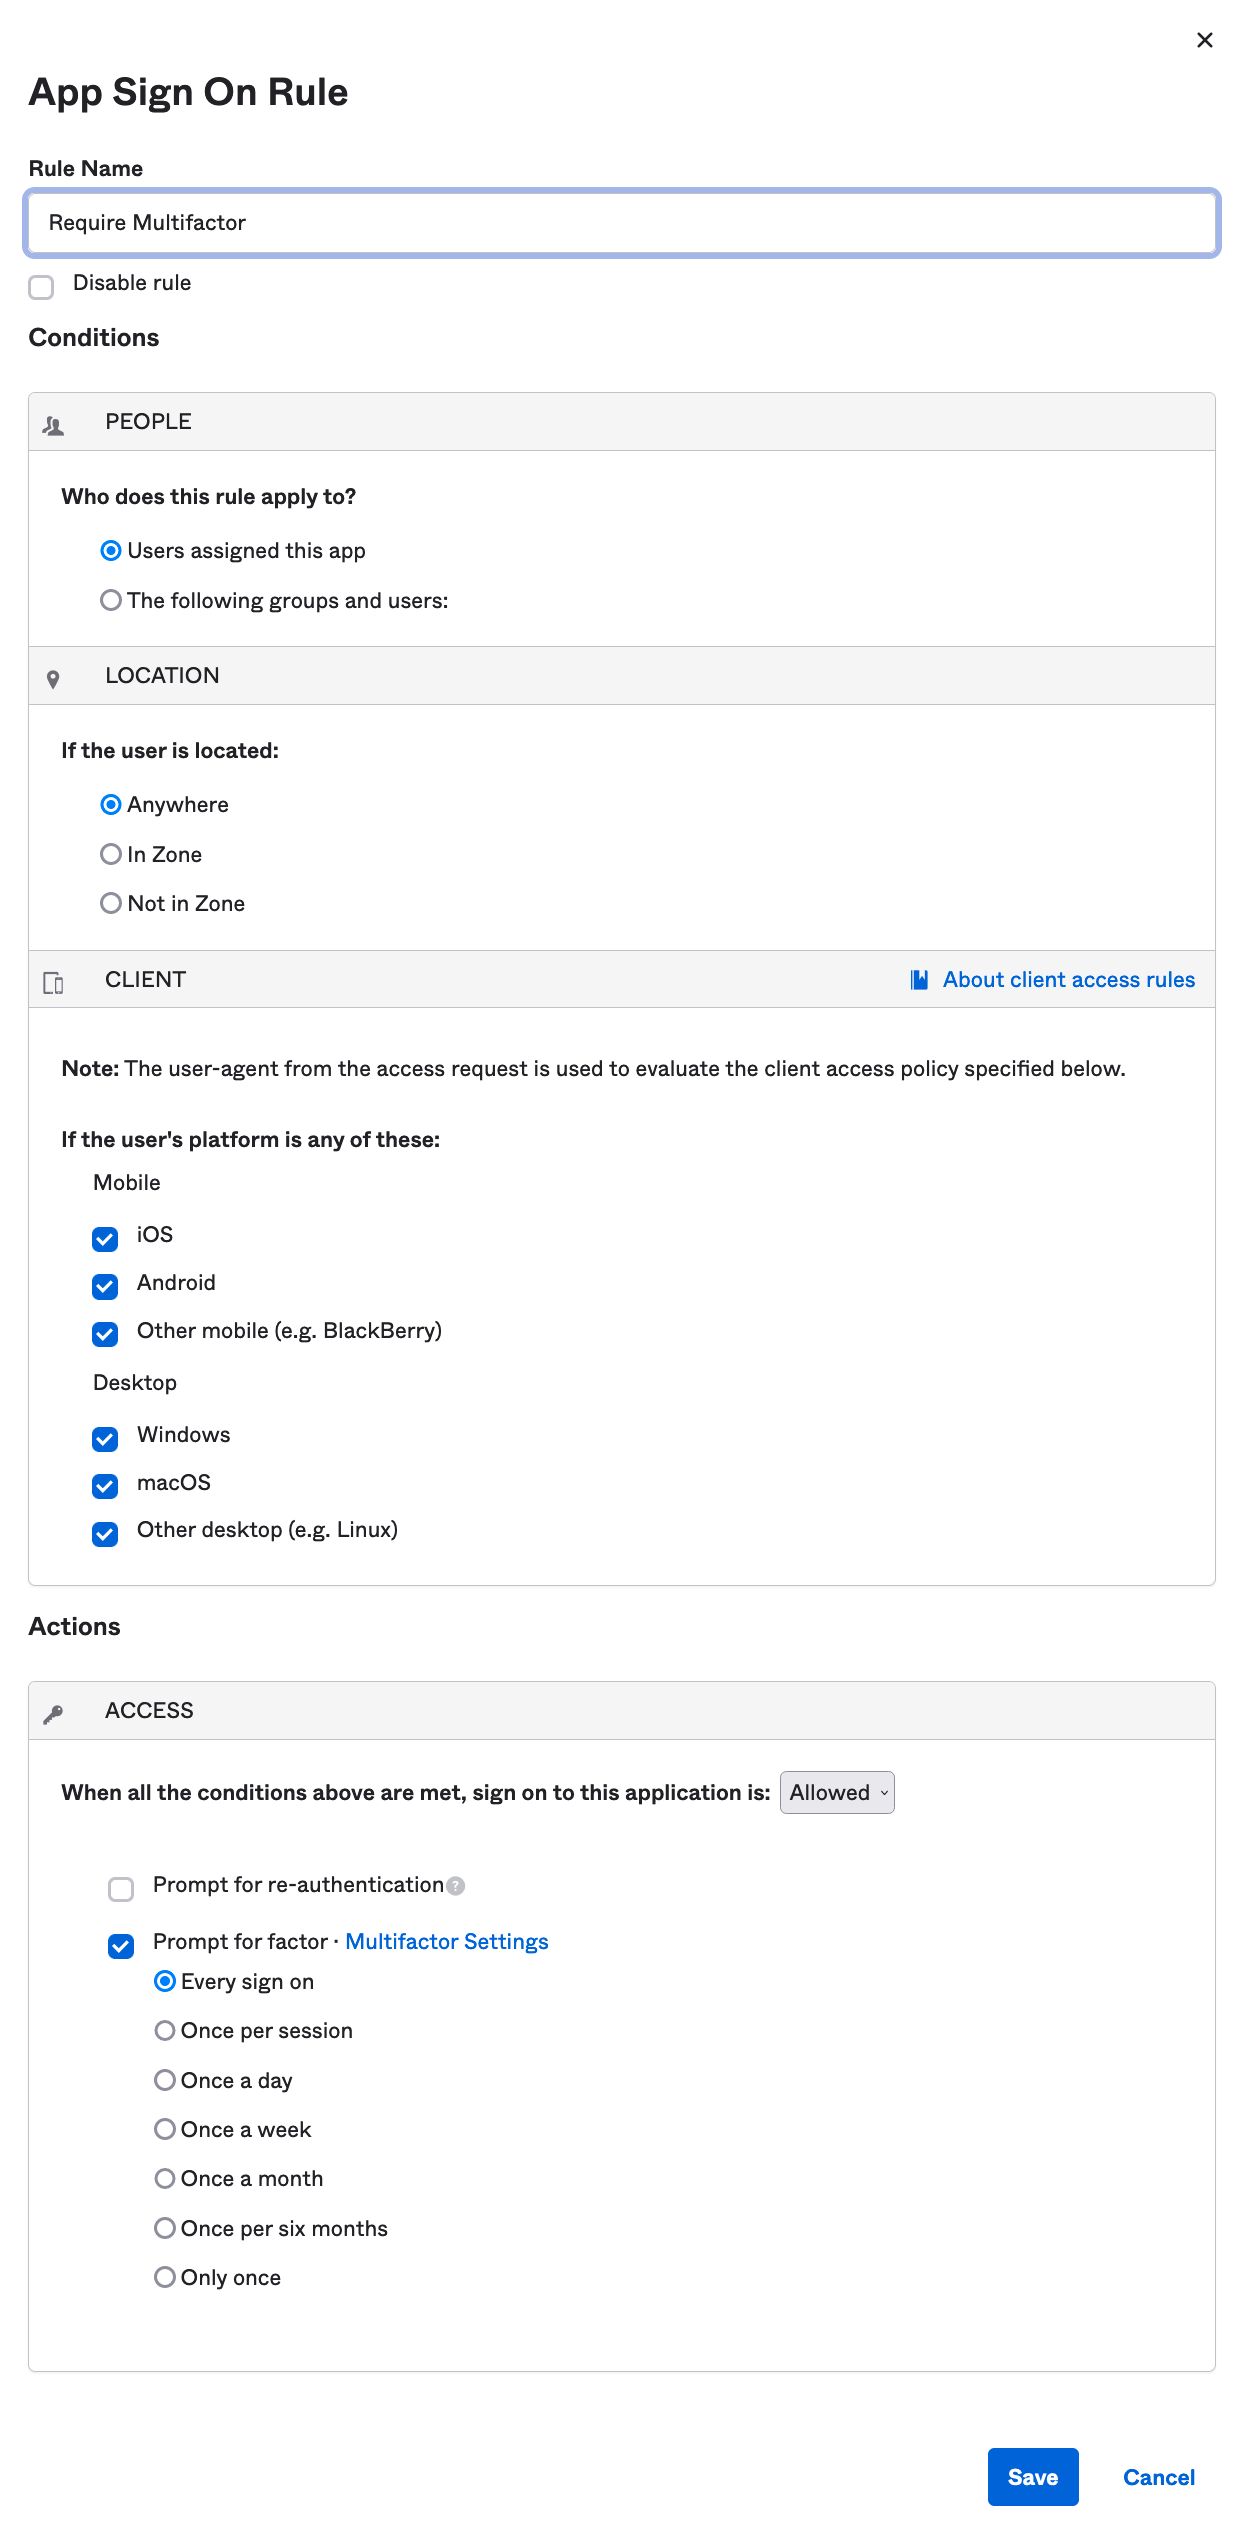 App Sign On Rule
Rule Name
Require Multifactor
Disable rule
Conditions
PEOPLE
Who does this rule apply to?
Users assigned this app
The following groups and users:
LOCATION
If the user is located:
Anywhere
In Zone
Not in Zone
CLIENT About client access rules
Note: The user-agent from the access request is used to evaluate the client access policy specified below.
If the user's platform is any of these:
Mobile
iOS
Android
Other mobile (e.g. BlackBerry)
Desktop
Windows
macOS
Other desktop (e.g. Linux)
Actions
ACCESS
When all the conditions above are met, sign on to this application is: Allowed
Prompt for re-authentication ?
Prompt for factor · Multifactor Settings
Every sign on
Once per session
Once a day
Once a week
Once a month
Once per six months
Only once
Save Cancel